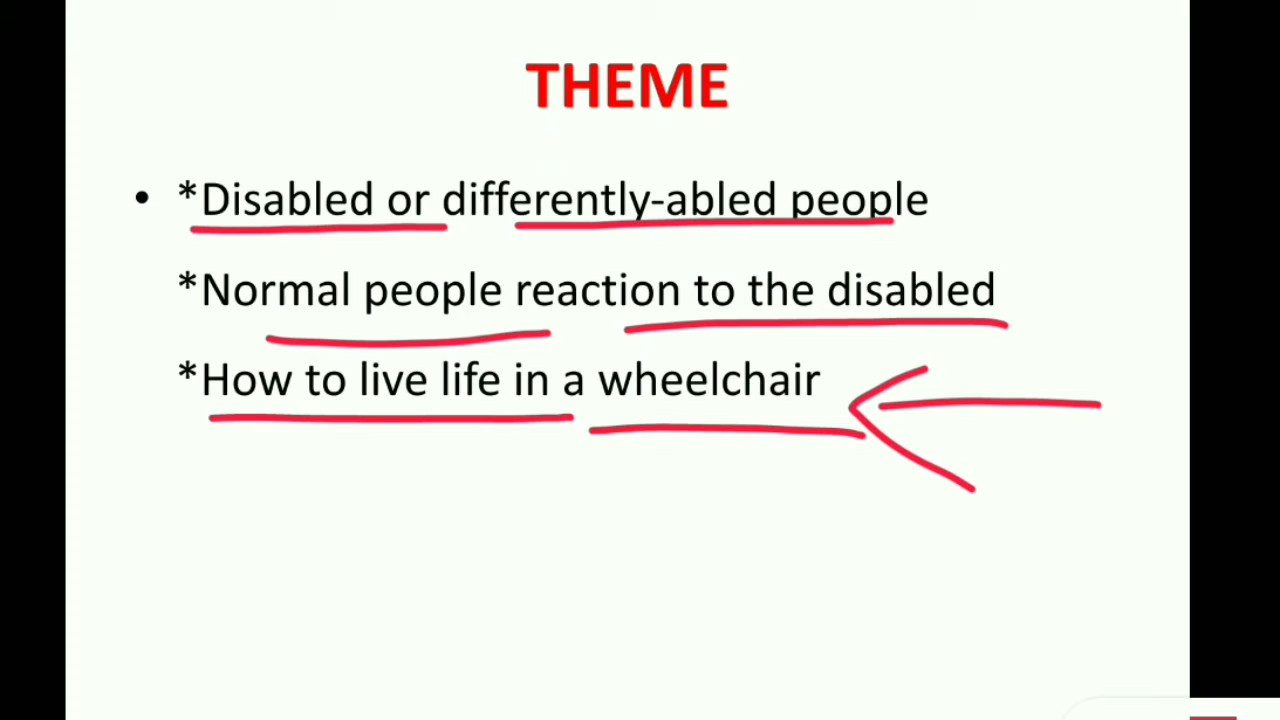 THEME
• *Disabled or differently-abled people
*Normal people reaction to the disabled
*How to live life in a wheelchair